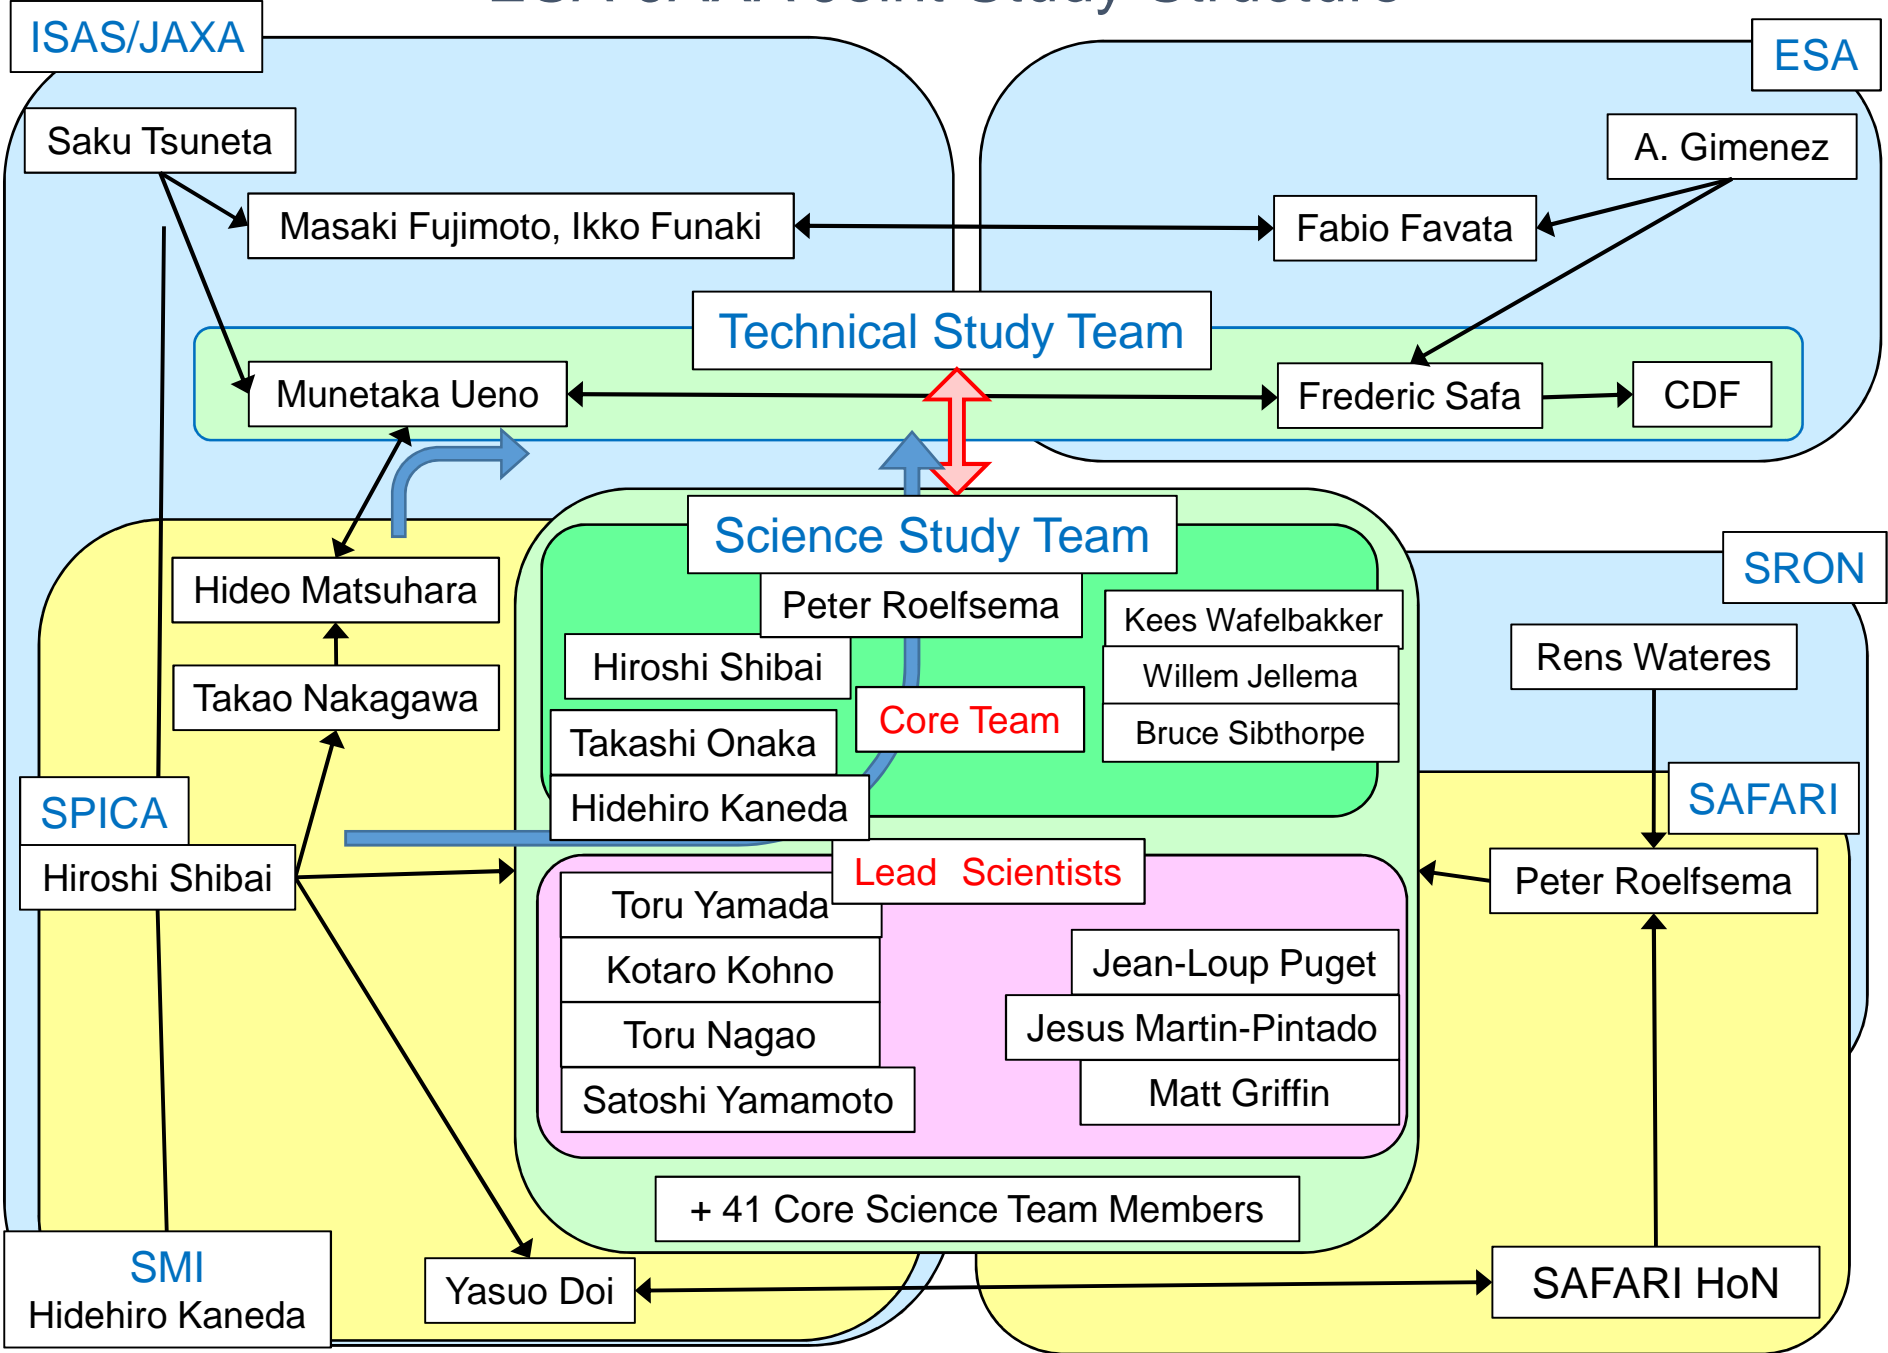 Joint Study Structure
ISAS/JAXA
ESA
Saku Tsuneta
A. Gimenez
Masaki Fujimoto, Ikko Funaki
Fabio Favata
Technical Study Team
Munetaka Ueno
Frederic Safa
CDF
Science Study Team
SRON
Hideo Matsuhara
Peter Roelfsema
Kees Wafelbakker
Hiroshi Shibai
Willem Jellema
Rens Wateres
Takao Nakagawa
Core Team
Takashi Onaka
Bruce Sibthorpe
SPICA
Hidehiro Kaneda
SAFARI
Hiroshi Shibai
Lead Scientists
Peter Roelfsema
Toru Yamada
Kotaro Kohno
Jean-Loup Puget
Toru Nagao
Jesus Martin-Pintado
Satoshi Yamamoto
Matt Griffin
+ 41 Core Science Team Members
SMI
Hidehiro Kaneda
Yasuo Doi
SAFARI HoN